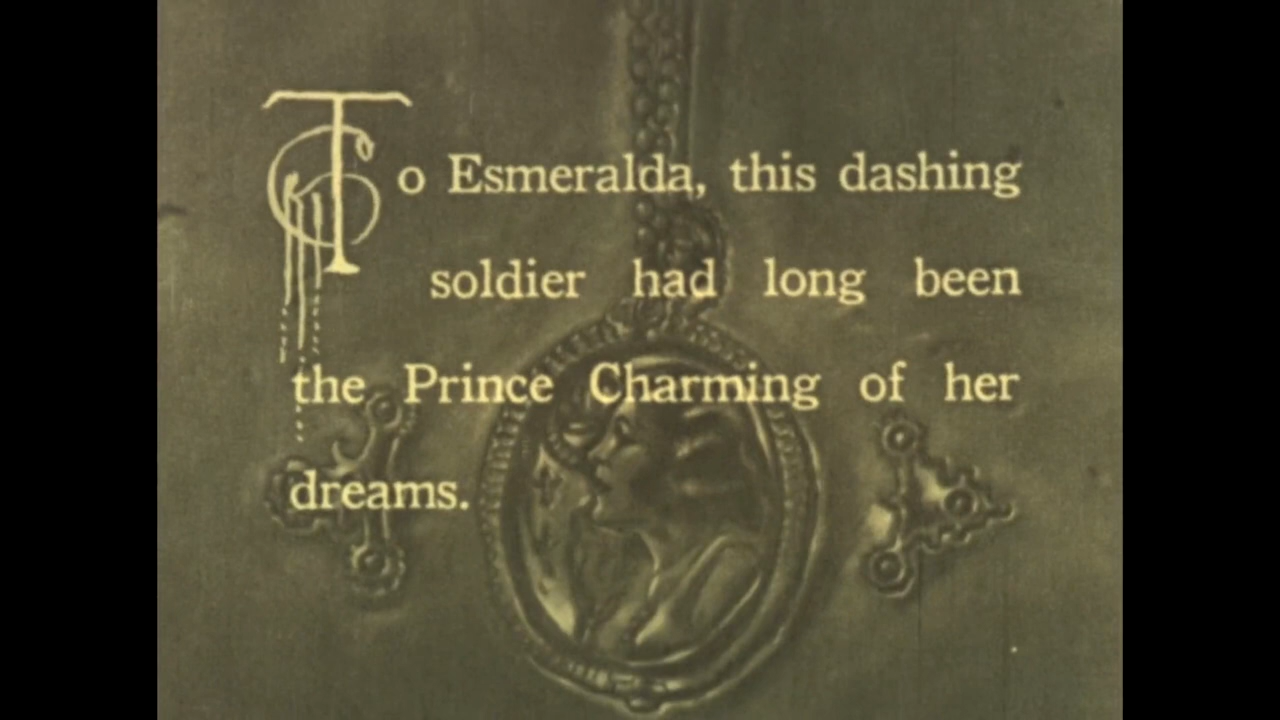 To Esmeralda, this dashing
soldier had long been
the Prince Charming of her
dreams.